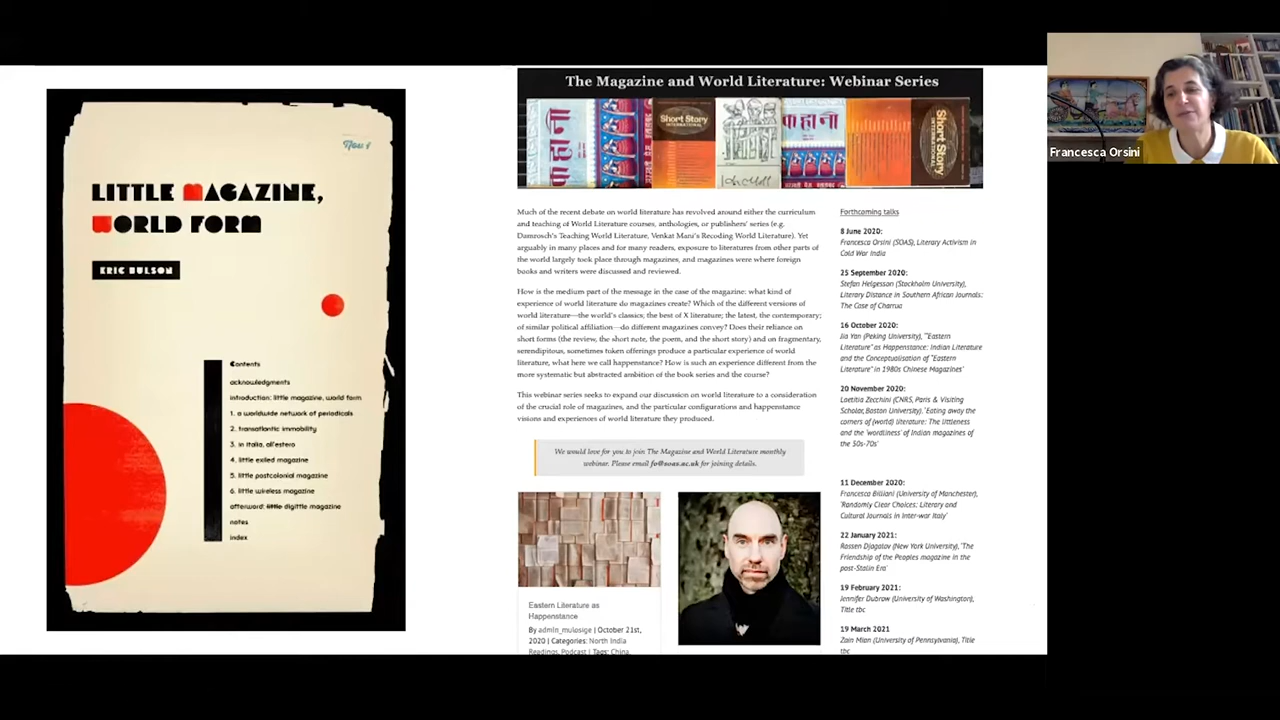 Nov 4
LITTLE MAGAZINE,
WORLD FORM
ERIC BULSON
Contents
acknowledgments
introduction: little magazine, world form
1. a worldwide network of periodicals
2. transatlantic immobility
3. in italia, all'estero
4. little exiled magazine
5. little postcolonial magazine
6. little wireless magazine
afterword: little digittle magazine
notes
index
The Magazine and World Literature: Webinar Series
कहानी
Short Story
INTERNATIONAL
कहानी
Short Story
INTERNATIONAL
Much of the recent debate on world literature has revolved around either the curriculum
and teaching of World Literature courses, anthologies, or publishers' series (e.g.
Damrosch's Teaching World Literature, Venkat Mani's Recoding World Literature). Yet
arguably in many places and for many readers, exposure to literatures from other parts of
the world largely took place through magazines, and magazines were where foreign
books and writers were discussed and reviewed.
How is the medium part of the message in the case of the magazine: what kind of
experience of world literature do magazines create? Which of the different versions of
world literature—the world's classics; the best of X literature; the latest, the contemporary;
of similar political affiliation—do different magazines convey? Does their reliance on
short forms (the review, the short note, the poem, and the short story) and on fragmentary,
serendipitous, sometimes token offerings produce a particular experience of world
literature, what here we call happenstance? How is such an experience different from the
more systematic but abstracted ambition of the book series and the course?
This webinar series seeks to expand our discussion on world literature to a consideration
of the crucial role of magazines, and the particular configurations and happenstance
visions and experiences of world literature they produced.
We would love for you to join The Magazine and World Literature monthly
webinar. Please email fo@soas.ac.uk for joining details.
Eastern Literature as
Happenstance
By admin_mulosige | October 21st,
2020 | Categories: North India
Readings, Podcast | Tags: China,
Forthcoming talks
8 June 2020:
Francesca Orsini (SOAS), Literary Activism in
Cold War India
25 September 2020:
Stefan Helgesson (Stockholm University),
Literary Distance in Southern African Journals:
The Case of Charrua
16 October 2020:
Jia Yan (Peking University), '"Eastern
Literature" as Happenstance: Indian Literature
and the Conceptualisation of "Eastern
Literature" in 1980s Chinese Magazines'
20 November 2020:
Laetitia Zecchini (CNRS, Paris & Visiting
Scholar, Boston University). 'Eating away the
corners of (world) literature: The littleness
and the 'worldliness' of Indian magazines of
the 50s-70s'
11 December 2020:
Francesca Billiani (University of Manchester),
'Randomly Clear Choices: Literary and
Cultural Journals in Inter-war Italy'
22 January 2021:
Rossen Djagalov (New York University), 'The
Friendship of the Peoples magazine in the
post-Stalin Era'
19 February 2021:
Jennifer Dubrow (University of Washington),
Title tbc
19 March 2021
Zain Mian (University of Pennsylvania), Title
tbc
Francesca Orsini